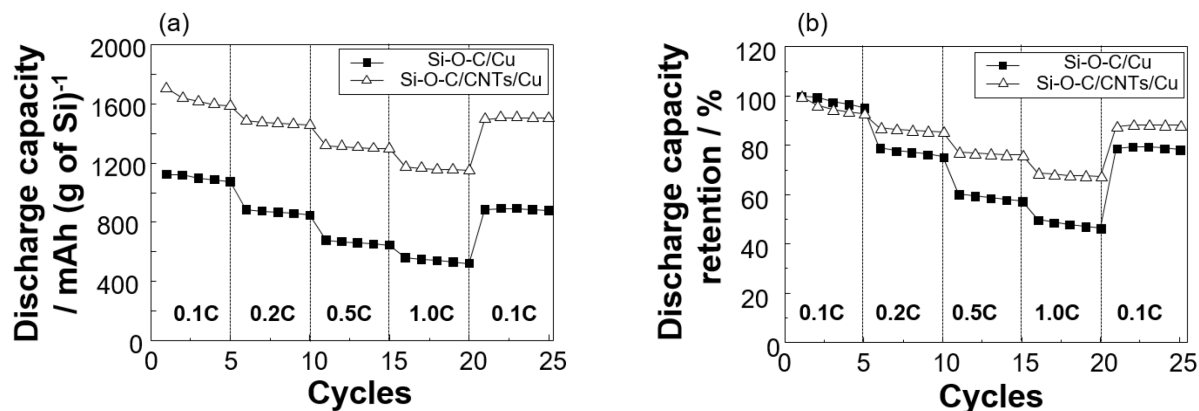 (a)
Discharge capacity
/ mAh (g of Si)-1
2000
1600
1200
800
400
0
Si-O-C/Cu
Si-O-C/CNTs/Cu
0.1C 0.2C 0.5C 1.0C 0.1C
0 5 10 15 20 25
Cycles
(b)
Discharge capacity
retention / %
120
100
80
60
40
20
0
Si-O-C/Cu
Si-O-C/CNTs/Cu
0.1C 0.2C 0.5C 1.0C 0.1C
0 5 10 15 20 25
Cycles